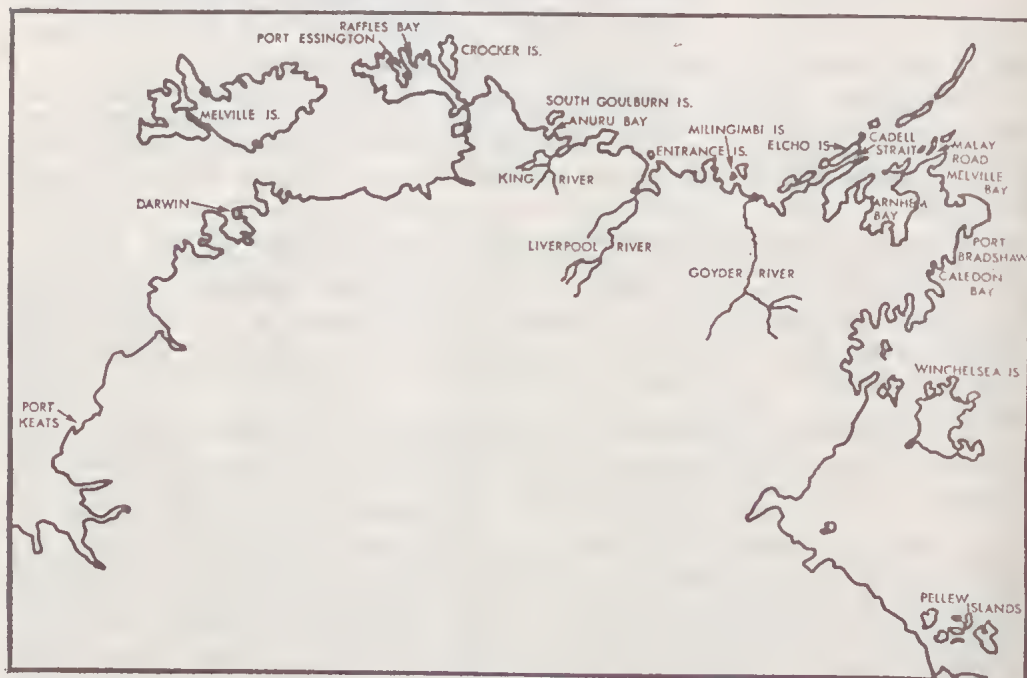 RAFFLES BAY
PORT ESSINGTON
CROCKER IS.
MELVILLE IS.
SOUTH GOULBURN IS.
ANURU BAY
MILINGIMBI IS
ELCHO IS
CADELL
STRAIT
MALAY
ROAD
MELVILLE
BAY
ENTRANCE IS.
KING RIVER
DARWIN
ARNHEM
BAY
LIVERPOOL RIVER
GOYDER RIVER
PORT
BRADSHAW
CALEDON
BAY
WINCHELSEA IS
PORT
KEATS
PELLEW ISLANDS